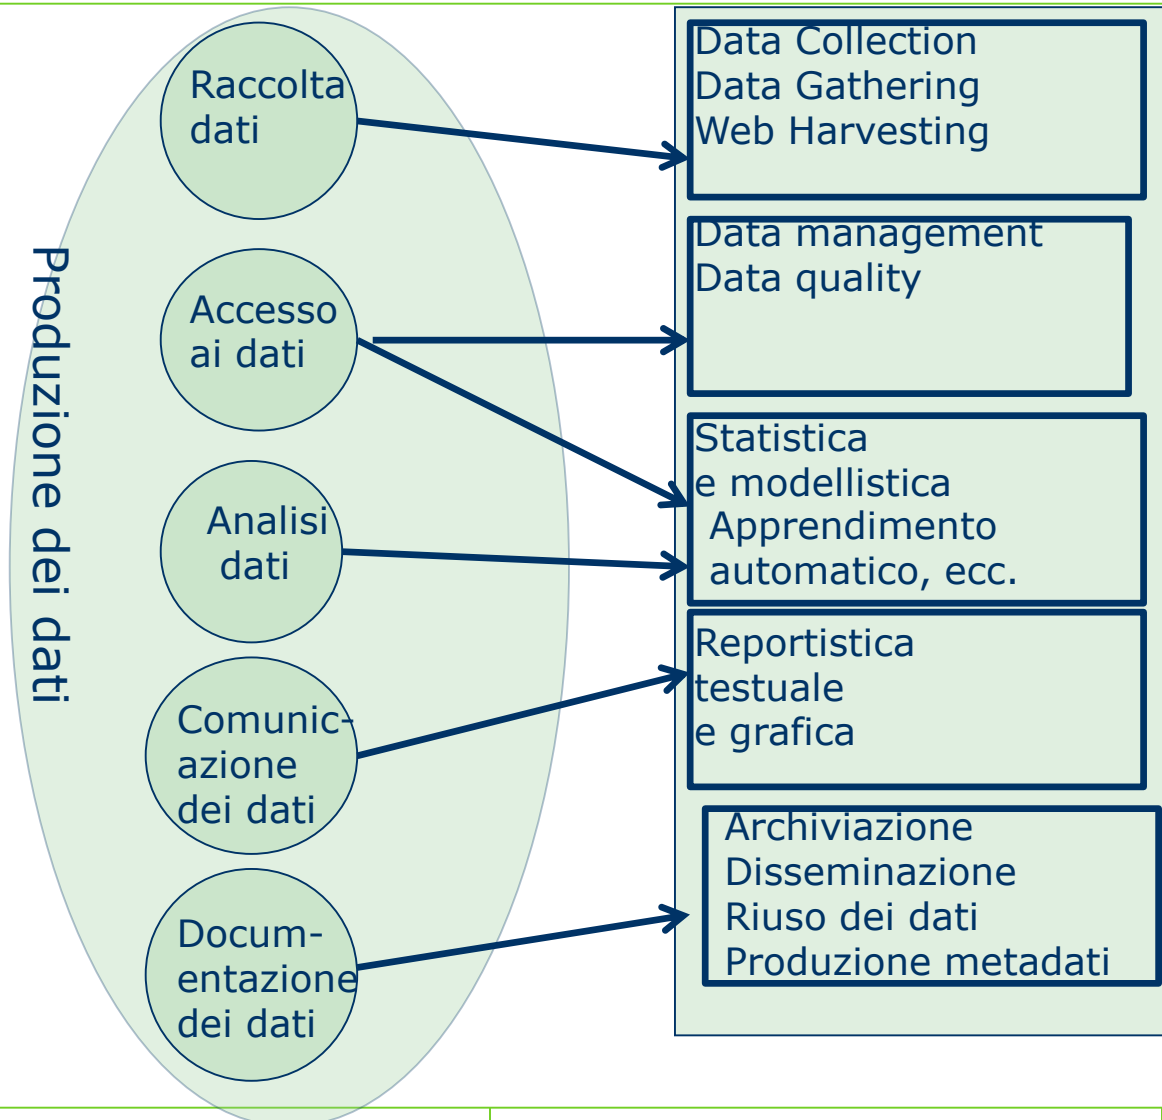 Produzione dei dati
Raccolta
dati
Accesso
ai dati
Analisi
dati
Comunic-
azione
dei dati
Docum-
entazione
dei dati
Data Collection
Data Gathering
Web Harvesting
Data management
Data quality
Statistica
e modellistica
Apprendimento
automatico, ecc.
Reportistica
testuale
e grafica
Archiviazione
Disseminazione
Riuso dei dati
Produzione metadati